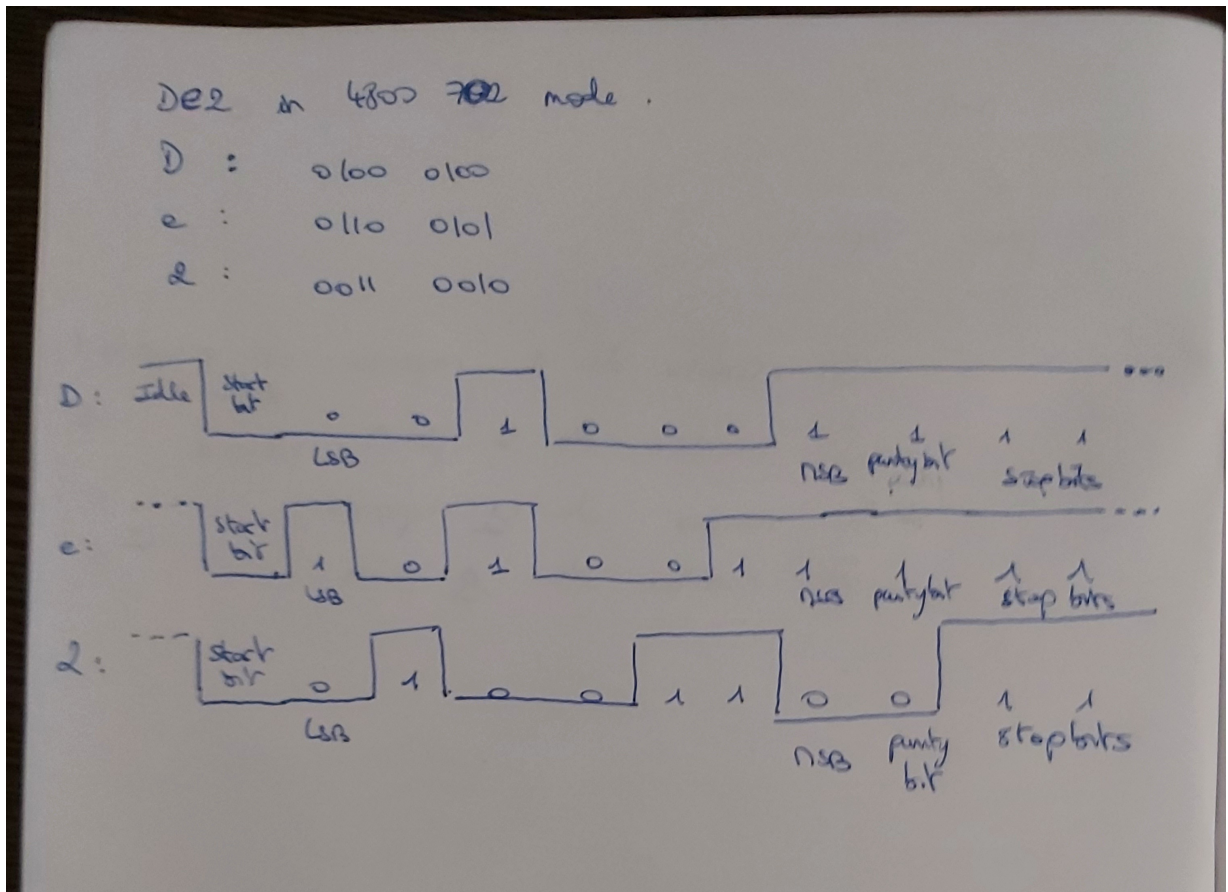 De2 in 4800 7O2 mode .
D : 0100 0100
e : 0110 0101
2 : 0011 0010
D : Idle start bit 0 0 1 0 0 0 1 1 1 1
LSB MSB parity bit stop bits
e : start bit 1 0 1 0 0 1 1 1 1 1
LSB MSB parity bit stop bits
2 : start bit 0 1 0 0 1 1 0 0 1 1
LSB MSB parity bit stop bits